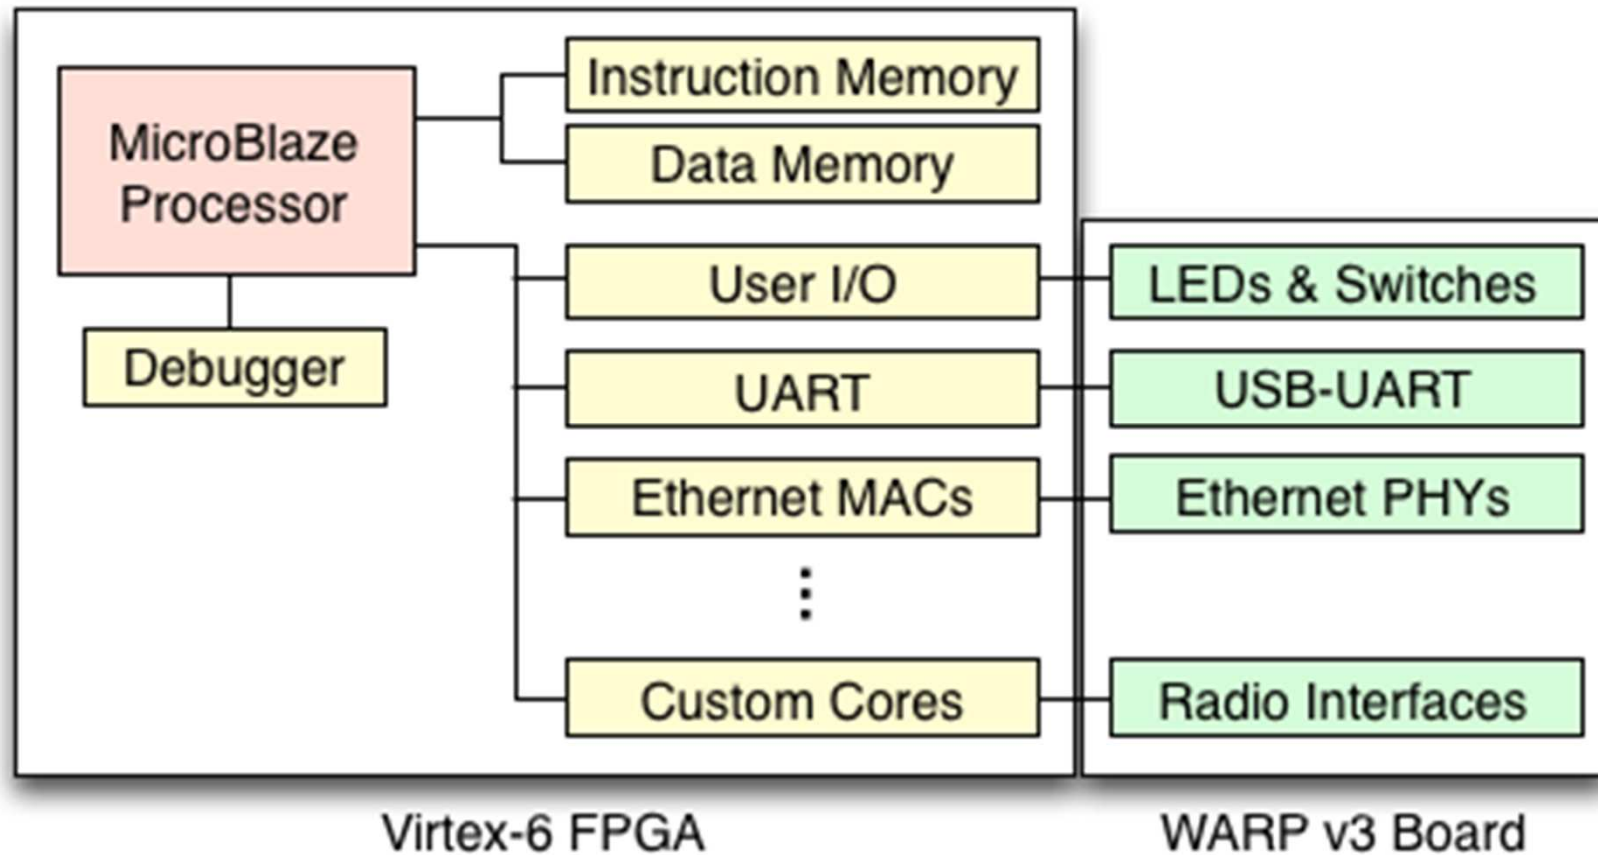 MicroBlaze
Processor
Debugger
Instruction Memory
Data Memory
User I/O
LEDs & Switches
UART
USB-UART
Ethernet MACs
Ethernet PHYs
Custom Cores
Radio Interfaces
Virtex-6 FPGA
WARP v3 Board